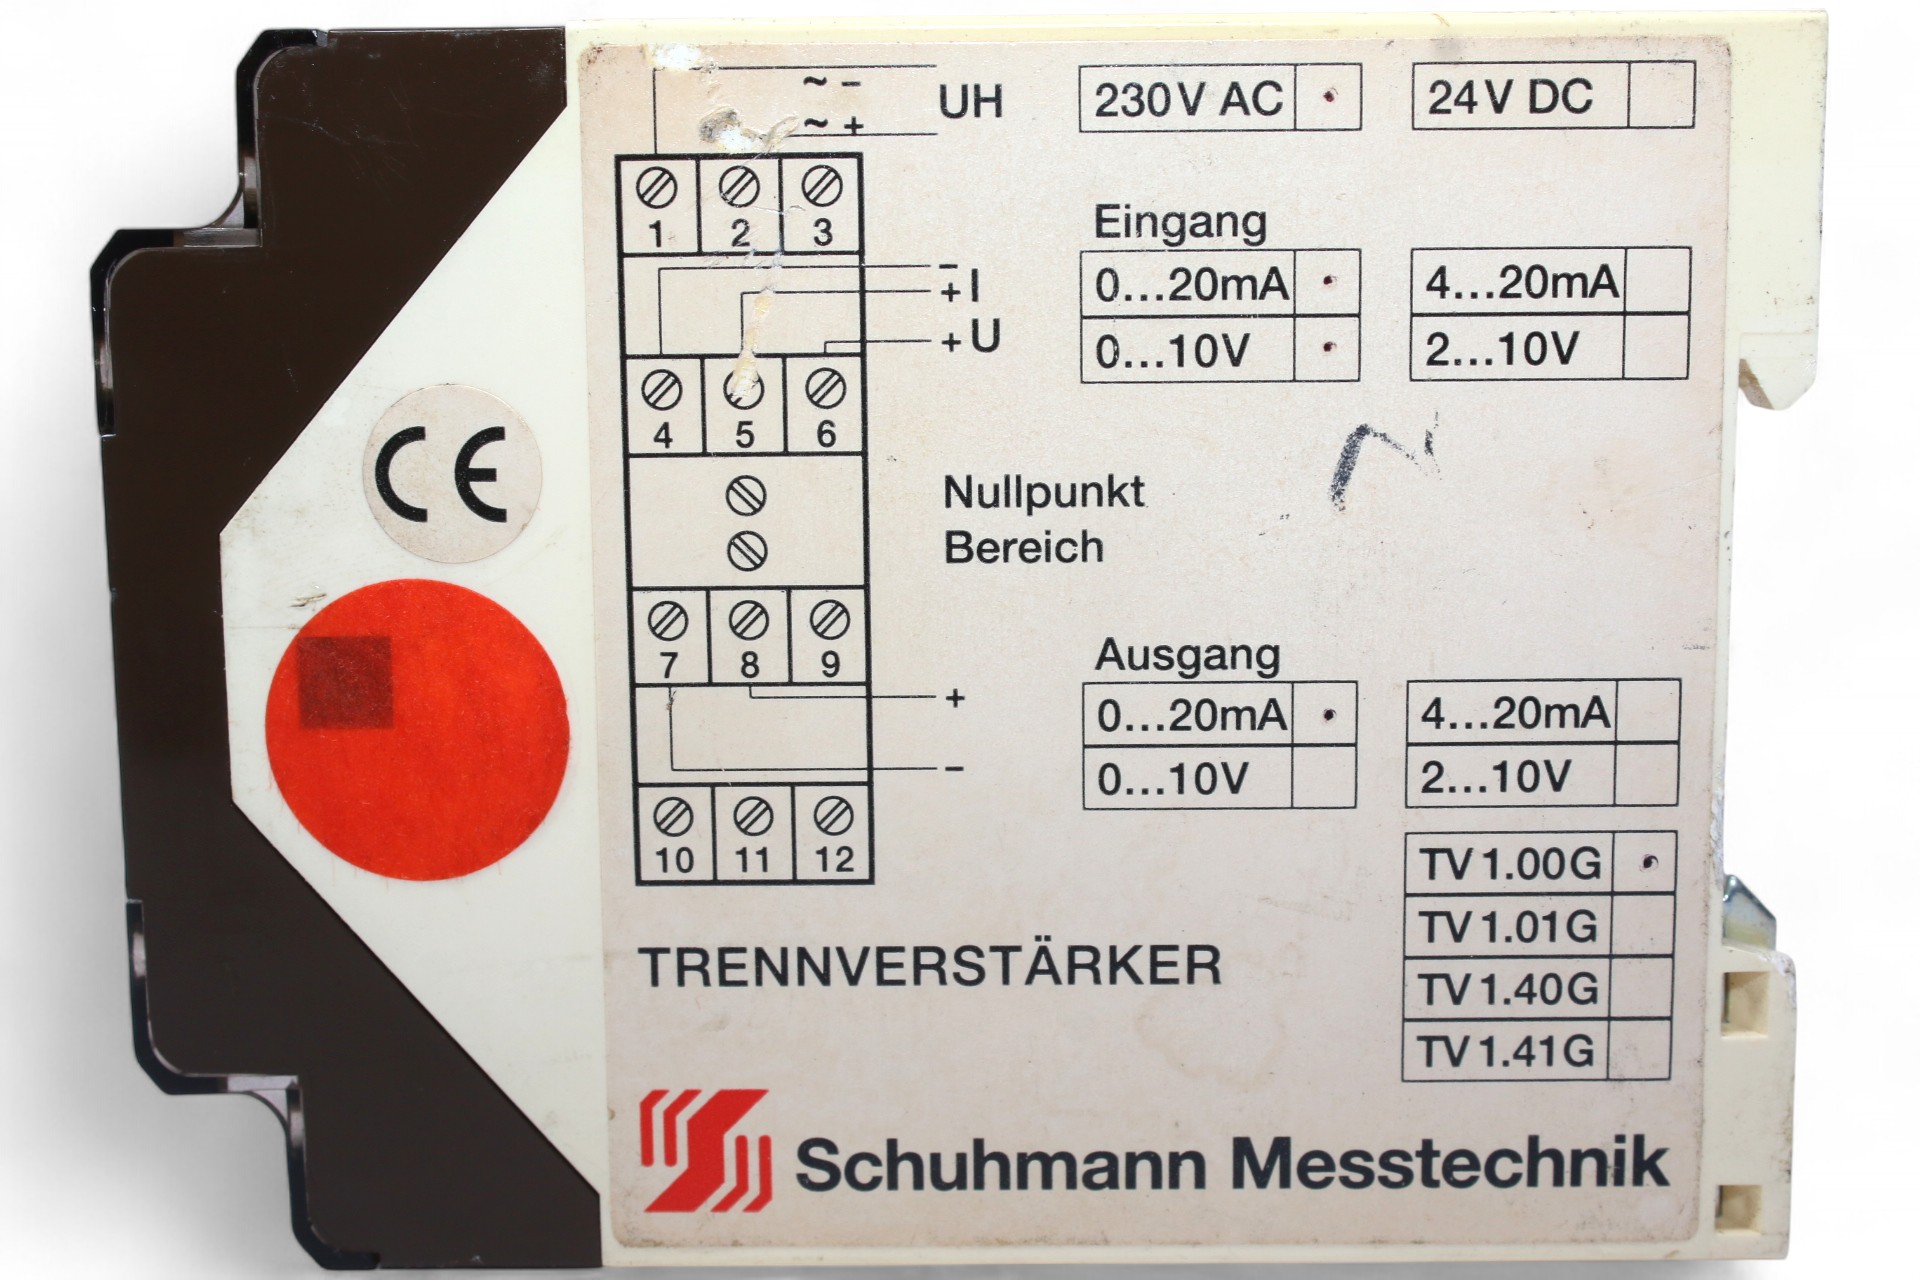 ~ −
~ +
UH
230V AC
24V DC
1 2 3
Eingang
− 
+ I
+ U
0...20mA
4...20mA
0...10V
2...10V
4 5 6
CE
Nullpunkt
Bereich
7 8 9
Ausgang
+
−
0...20mA
4...20mA
0...10V
2...10V
10 11 12
TV 1.00G
TV 1.01G
TV 1.40G
TV 1.41G
TRENNVERSTÄRKER
Schuhmann Messtechnik